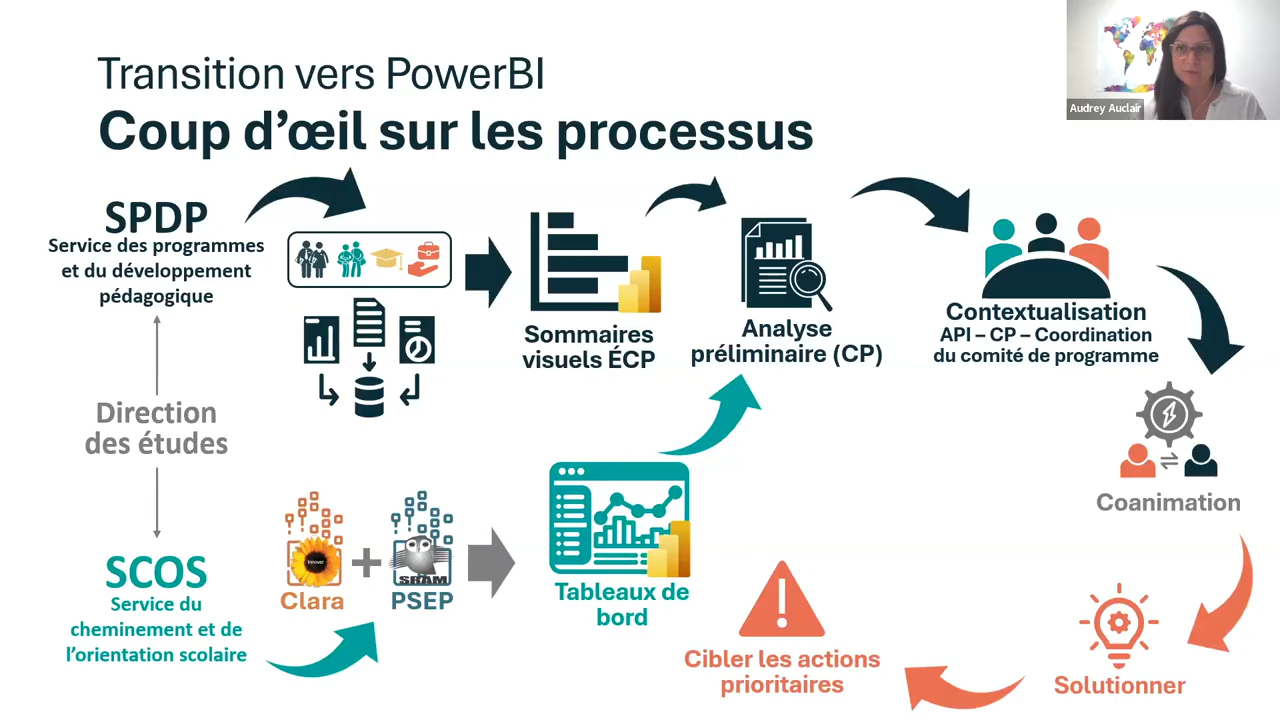 Transition vers PowerBI
Coup d'œil sur les processus
Audrey Auclair
SPDP
Service des programmes
et du développement
pédagogique
Direction
des études
SCOS
Service du
cheminement et de
l'orientation scolaire
Sommaires
visuels ÉCP
Analyse
préliminaire (CP)
Contextualisation
API – CP – Coordination
du comité de programme
Coanimation
Solutionner
Cibler les actions
prioritaires
Innover
Clara
+
SRAM
PSEP
Tableaux de
bord